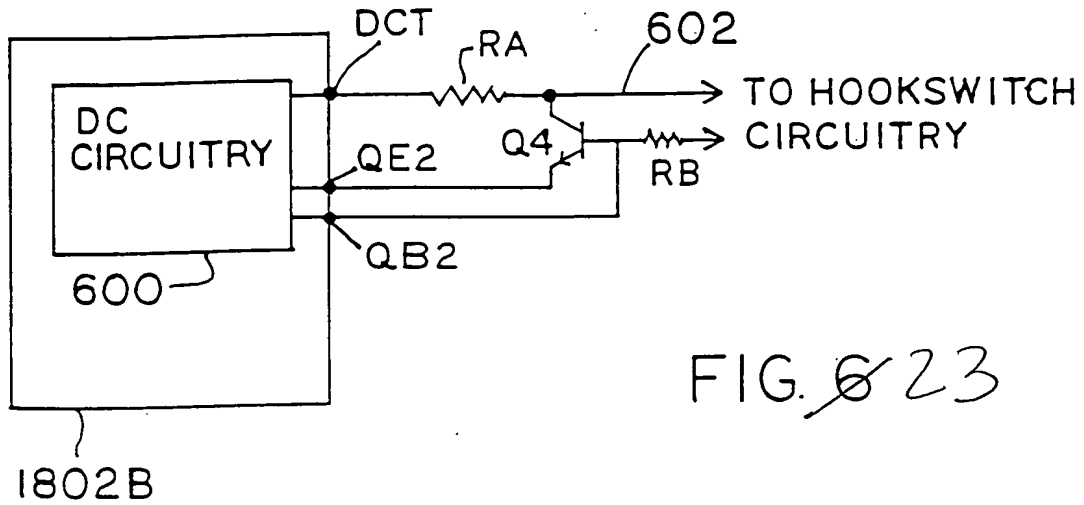 DCT
RA
602
TO HOOKSWITCH
CIRCUITRY
DC
CIRCUITRY
Q4
RB
QE2
QB2
600
FIG. 6 23
1802B